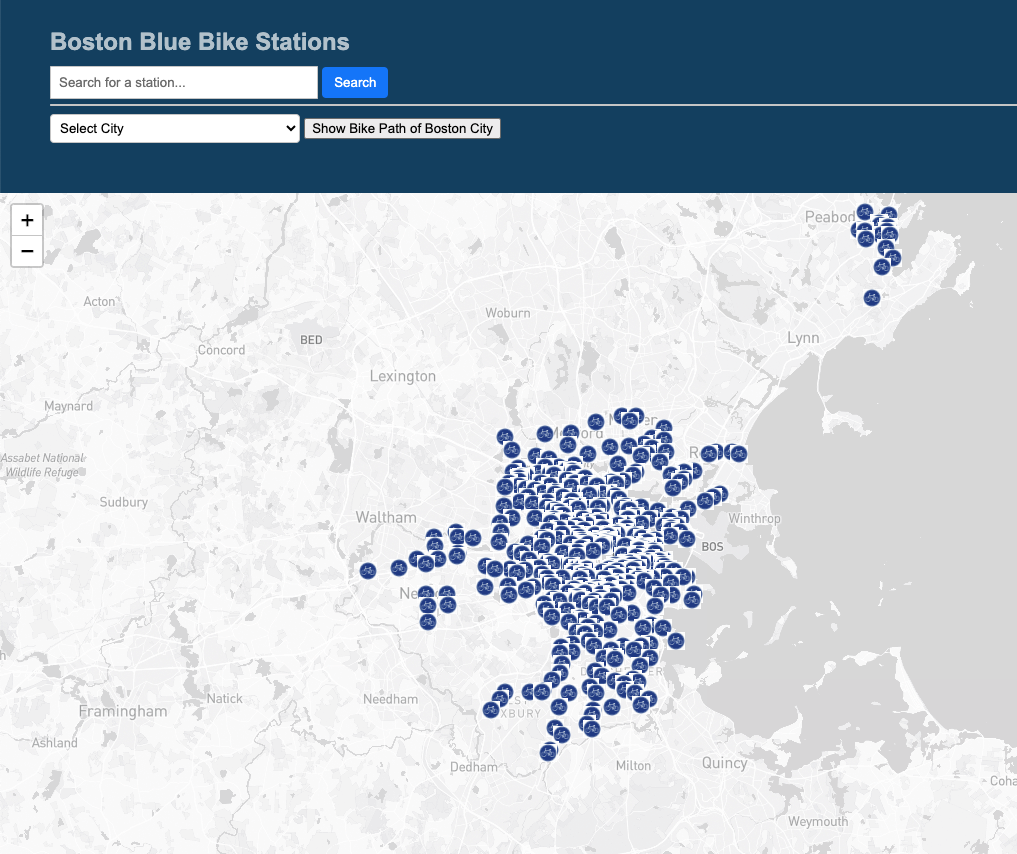 Boston Blue Bike Stations
Search for a station...
Search
Select City
Show Bike Path of Boston City
+
−
Peabod
Acton
Woburn
Lynn
BED
Concord
Lexington
Maynard
Assabet National
Wildlife Refuge
Sudbury
Waltham
Winthrop
BOS
Natick
Needham
Framingham
XBURY
Ashland
Dedham
Milton
Quincy
Coha
Weymouth